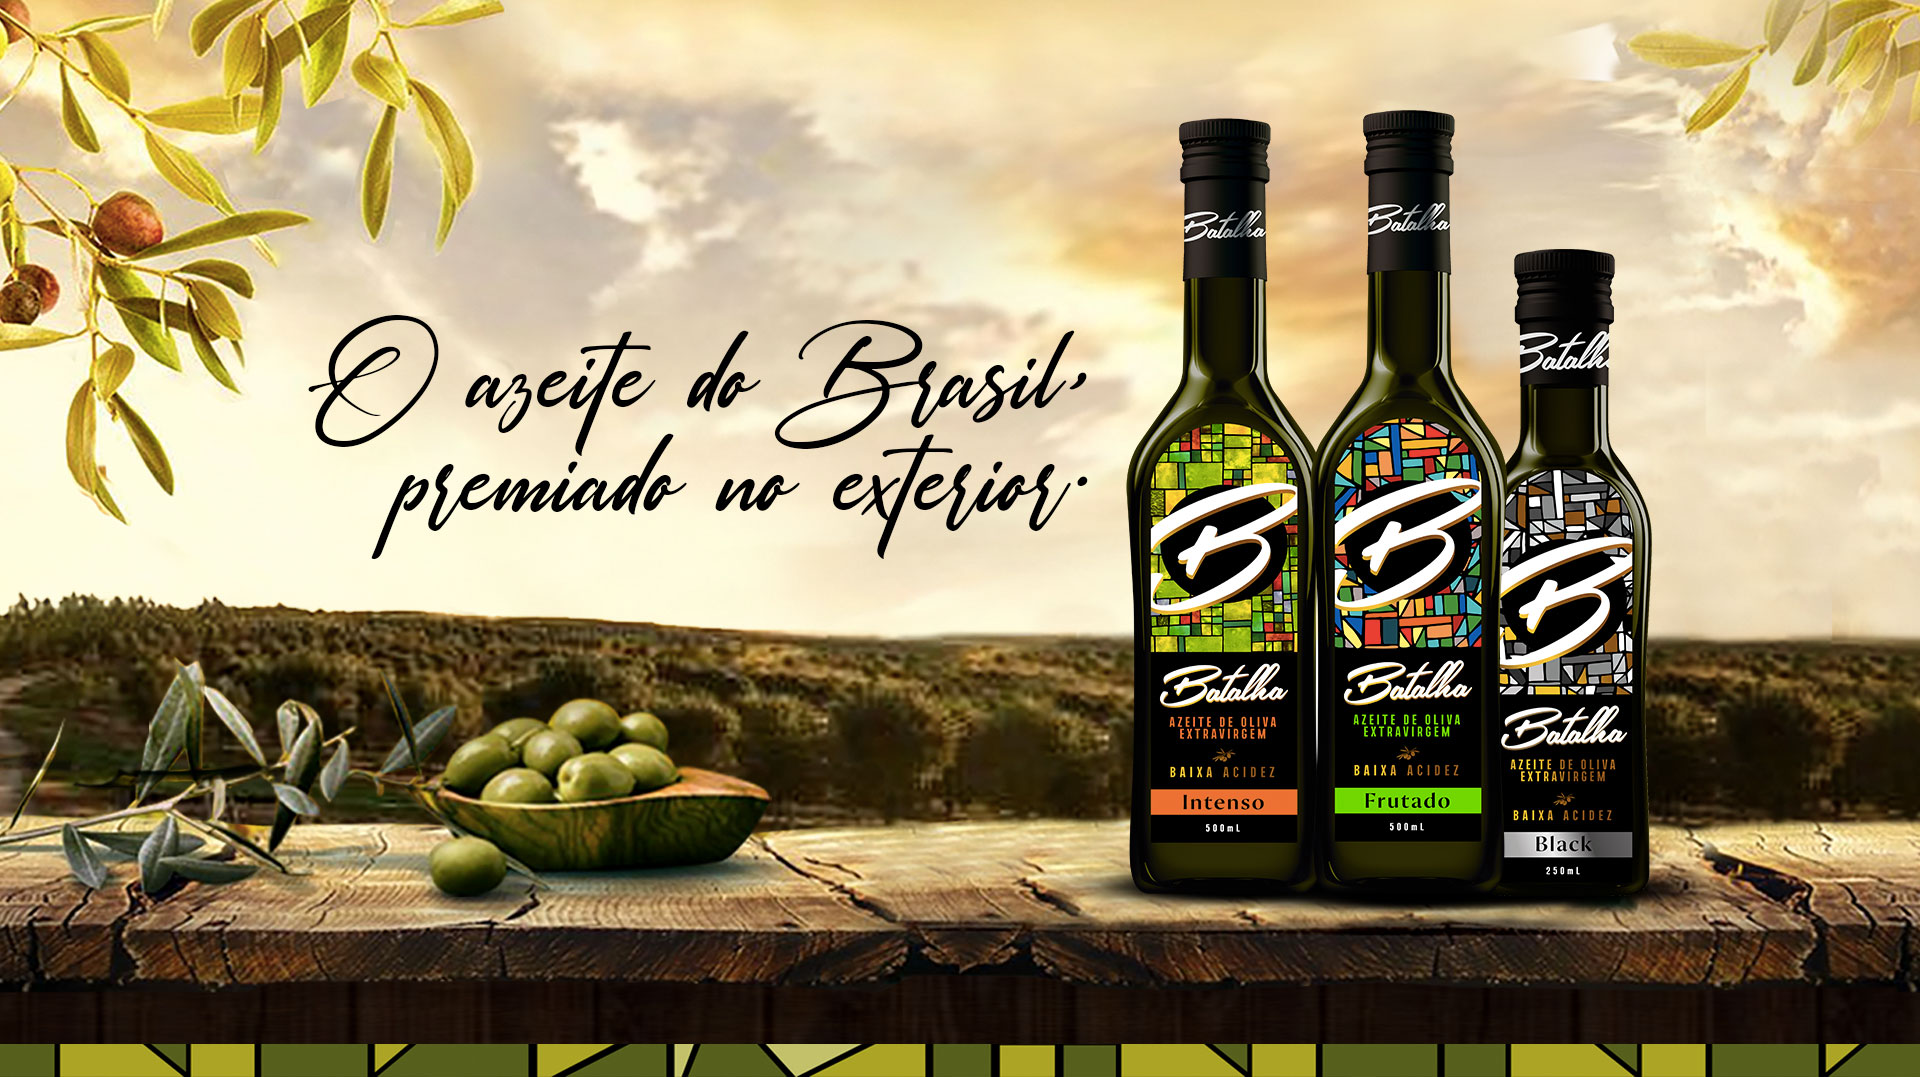 O azeite do Brasil,
premiado no exterior.
Batalha
Batalha
Batalh
B
Batalha
AZEITE DE OLIVA
EXTRAVIRGEM
BAIXA ACIDEZ
Intenso
500mL
B
Batalha
AZEITE DE OLIVA
EXTRAVIRGEM
BAIXA ACIDEZ
Frutado
500mL
B
Batalha
AZEITE DE OLIVA
EXTRAVIRGEM
BAIXA ACIDEZ
Black
250mL